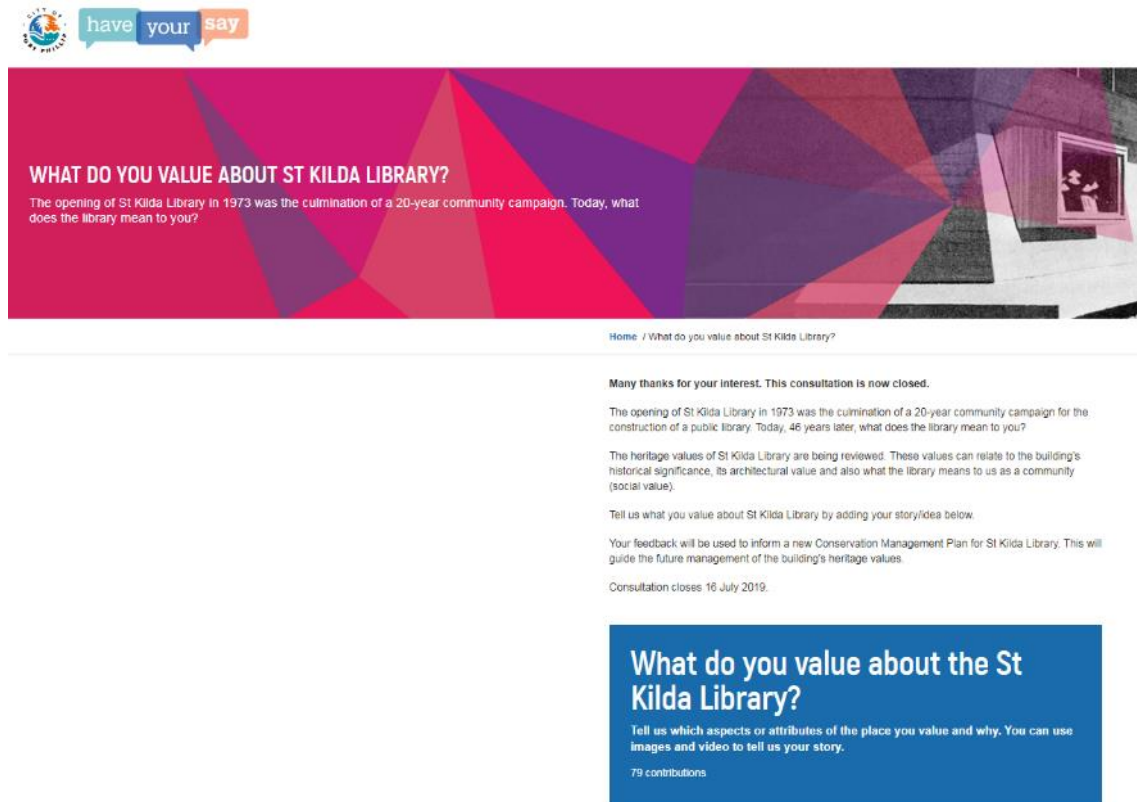 CITY OF PORT PHILLIP
have your say
WHAT DO YOU VALUE ABOUT ST KILDA LIBRARY?
The opening of St Kilda Library in 1973 was the culmination of a 20-year community campaign. Today, what
does the library mean to you?
Home / What do you value about St Kilda Library?
Many thanks for your interest. This consultation is now closed.
The opening of St Kilda Library in 1973 was the culmination of a 20-year community campaign for the
construction of a public library. Today, 46 years later, what does the library mean to you?
The heritage values of St Kilda Library are being reviewed. These values can relate to the building's
historical significance, its architectural value and also what the library means to us as a community
(social value).
Tell us what you value about St Kilda Library by adding your story/idea below.
Your feedback will be used to inform a new Conservation Management Plan for St Kilda Library. This will
guide the future management of the building's heritage values.
Consultation closes 16 July 2019.
What do you value about the St
Kilda Library?
Tell us which aspects or attributes of the place you value and why. You can use
images and video to tell us your story.
79 contributions